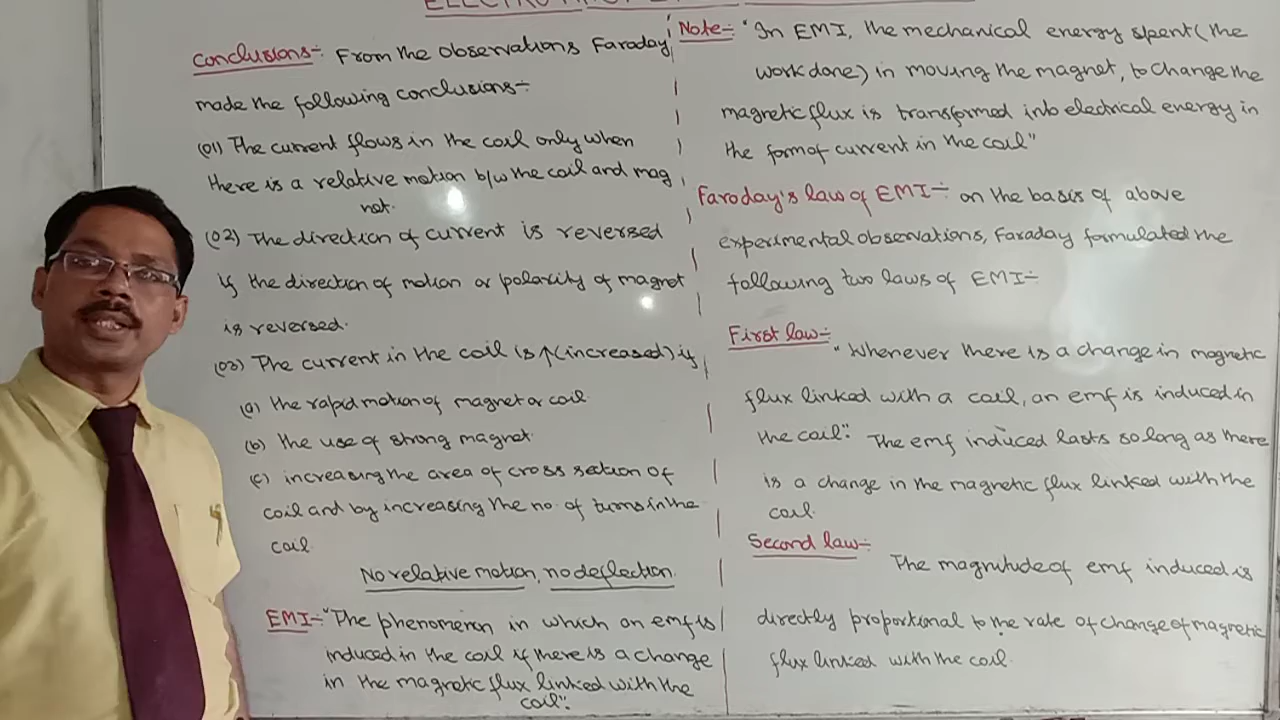 Conclusions:- From the observations Faraday
made the following conclusions:-
(01) The current flows in the coil only when
there is a relative motion b/w the coil and mag
net.
(02) The direction of current is reversed
if the direction of motion or polarity of magnet
is reversed.
(03) The current in the coil is ↑(increased) if
(a) the rapid motion of magnet or coil
(b) the use of strong magnet.
(c) increasing the area of cross section of
coil and by increasing the no. of turns in the
coil.
No relative motion, no deflection
EMI:- "The phenomenon in which an emf is
induced in the coil if there is a change
in the magnetic flux linked with the
coil".
Note:- "In EMI, the mechanical energy spent (the
work done) in moving the magnet, to change the
magnetic flux is transformed into electrical energy in
the form of current in the coil"
Faraday's law of EMI:- on the basis of above
experimental observations, Faraday formulated the
following two laws of EMI:-
First law:-
"Whenever there is a change in magnetic
flux linked with a coil, an emf is induced in
the coil". The emf induced lasts so long as there
is a change in the magnetic flux linked with the
coil.
Second law:-
The magnitude of emf induced is
directly proportional to the rate of change of magnetic
flux linked with the coil.